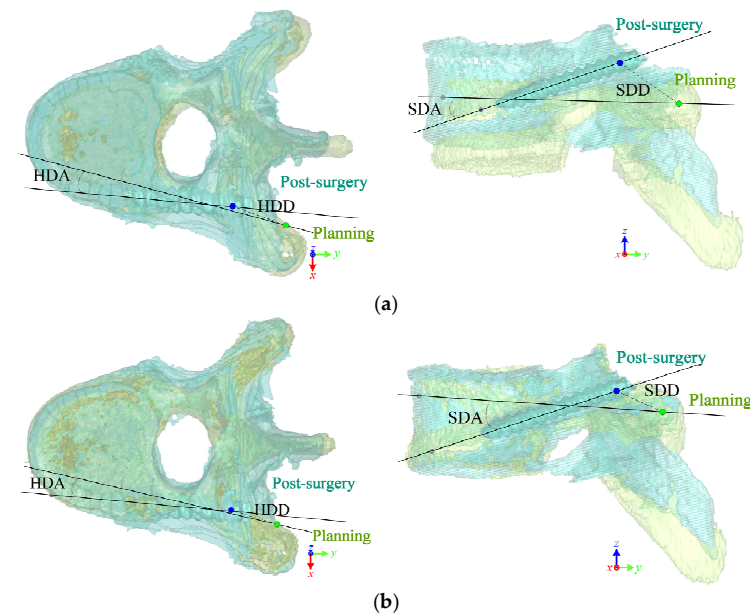 Post-surgery
Planning
SDD
SDA
HDA
Post-surgery
HDD
Planning
z
y
x
z
x
y
(a)
Post-surgery
SDD
Planning
SDA
HDA
Post-surgery
HDD
Planning
z
y
x
z
x
y
(b)